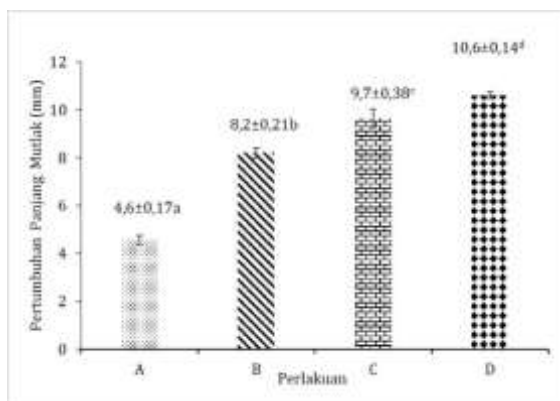 Pertumbuhan Panjang Mutlak (mm)
12
10
8
6
4
2
0
4,6±0,17a
8,2±0,21b
9,7±0,38ᶜ
10,6±0,14ᵈ
A
B
C
D
Perlakuan